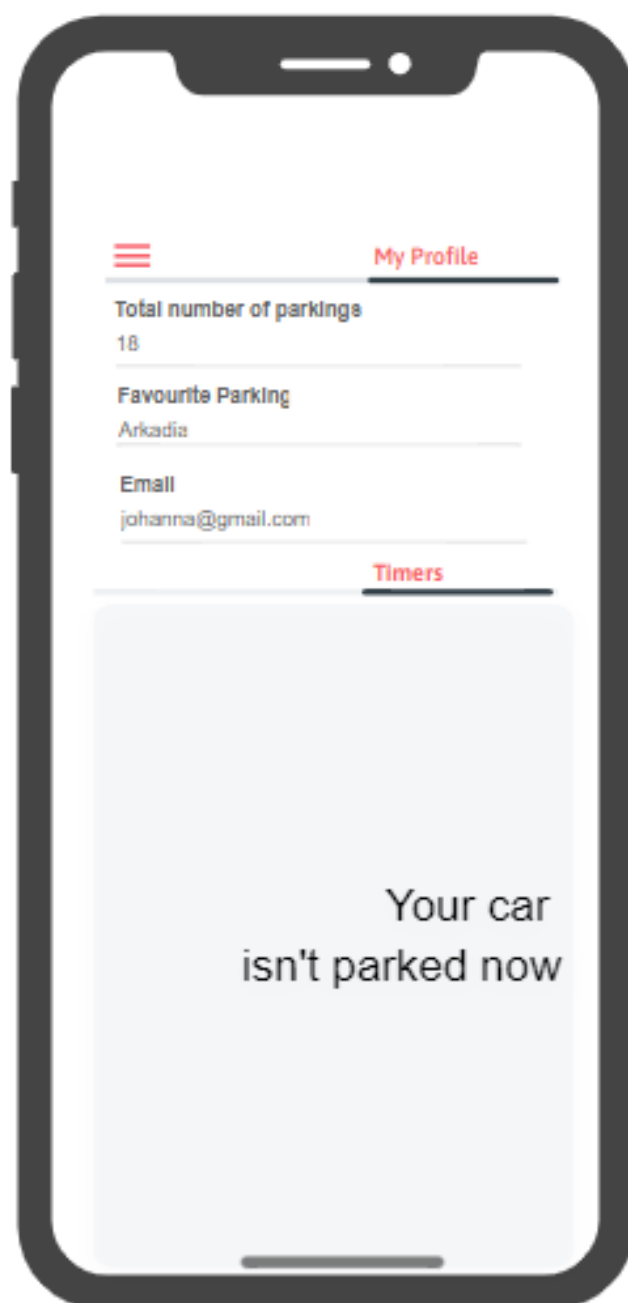 My Profile
Total number of parkings
18
Favourite Parking
Arkadia
Email
johanna@gmail.com
Timers
Your car
isn't parked now